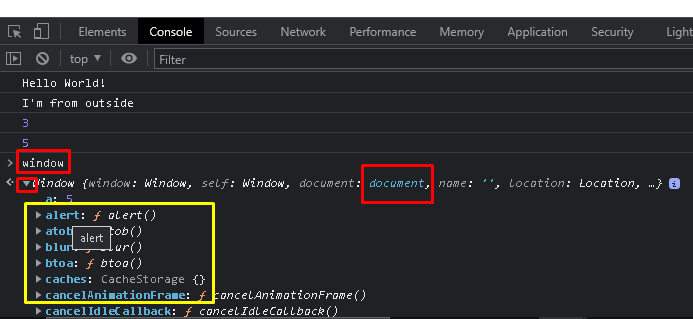 Elements Console Sources Network Performance Memory Application Security Light
top ▼ Filter
Hello World!
I'm from outside
3
5
> window
Window {window: Window, self: Window, document: document, name: '', location: Location, …} i
a: 5
alert: ƒ alert()
atob
blur
btoa: ƒ btoa()
caches: CacheStorage {}
cancelAnimationFrame: ƒ cancelAnimationFrame()
cancelIdleCallback: ƒ cancelIdleCallback()
alert